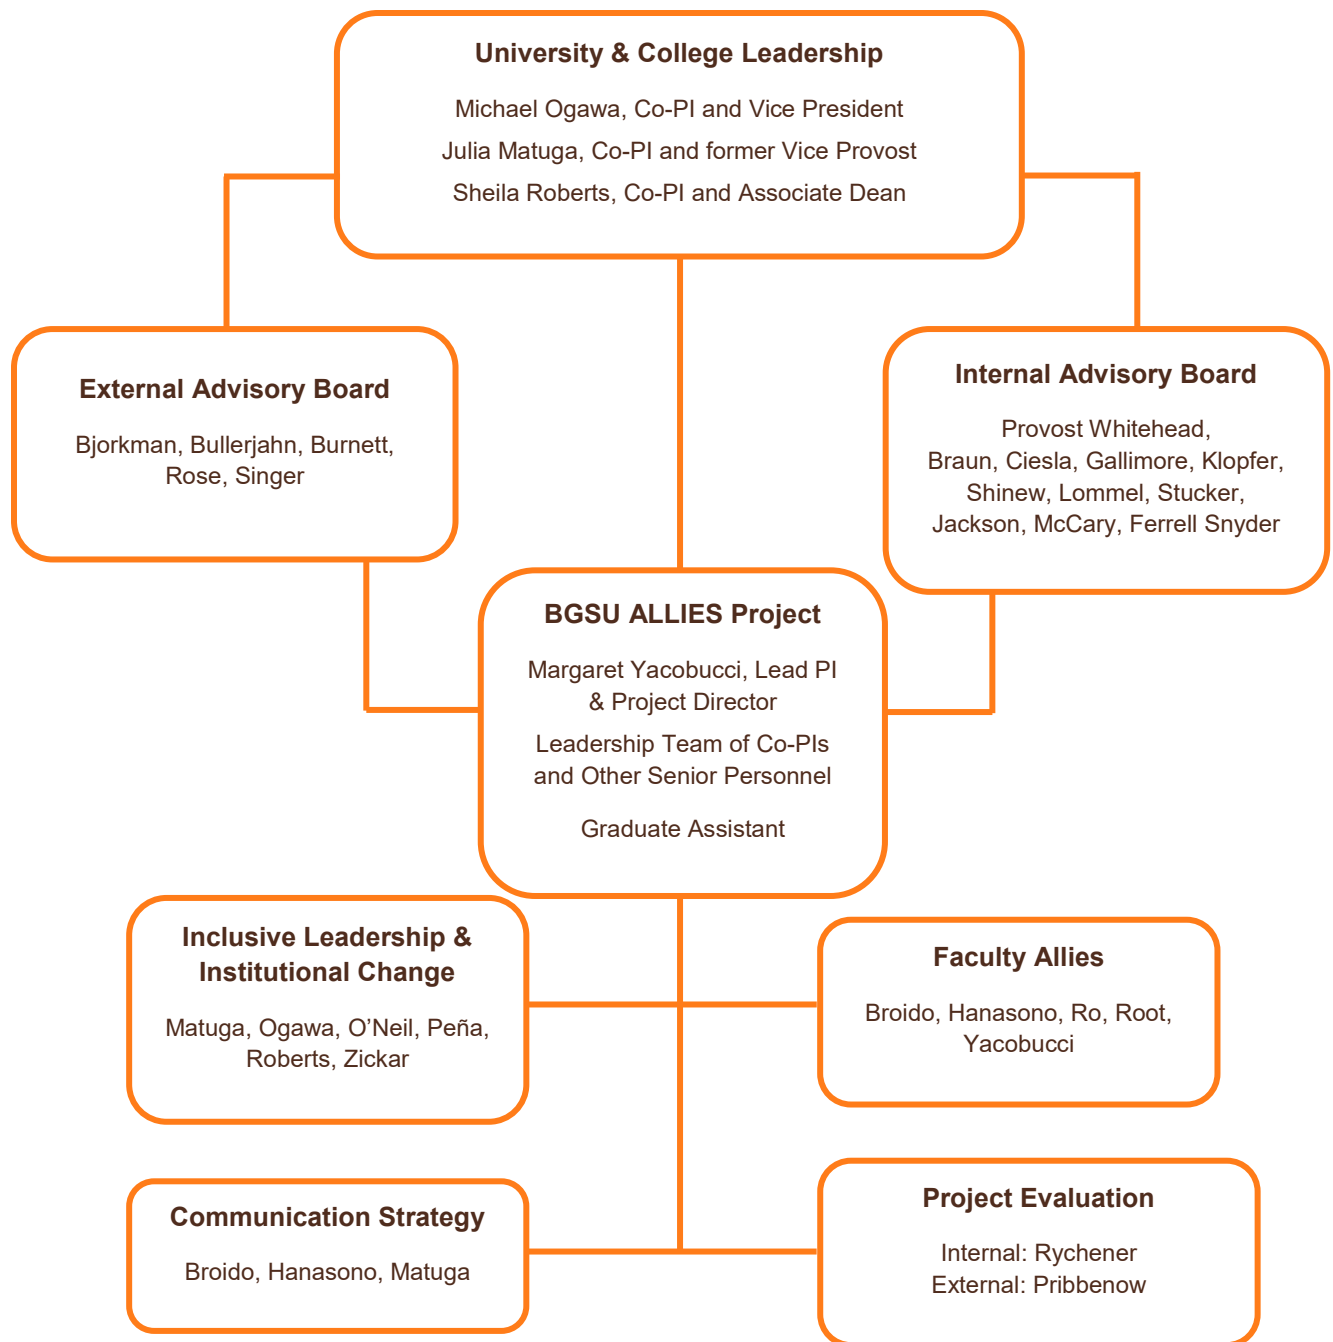 University & College Leadership
Michael Ogawa, Co-PI and Vice President
Julia Matuga, Co-PI and former Vice Provost
Sheila Roberts, Co-PI and Associate Dean
External Advisory Board
Bjorkman, Bullerjahn, Burnett,
Rose, Singer
Internal Advisory Board
Provost Whitehead,
Braun, Ciesla, Gallimore, Klopfer,
Shinew, Lommel, Stucker,
Jackson, McCary, Ferrell Snyder
BGSU ALLIES Project
Margaret Yacobucci, Lead PI
& Project Director
Leadership Team of Co-PIs
and Other Senior Personnel
Graduate Assistant
Inclusive Leadership &
Institutional Change
Matuga, Ogawa, O’Neil, Peña,
Roberts, Zickar
Faculty Allies
Broido, Hanasono, Ro, Root,
Yacobucci
Communication Strategy
Broido, Hanasono, Matuga
Project Evaluation
Internal: Rychener
External: Pribbenow